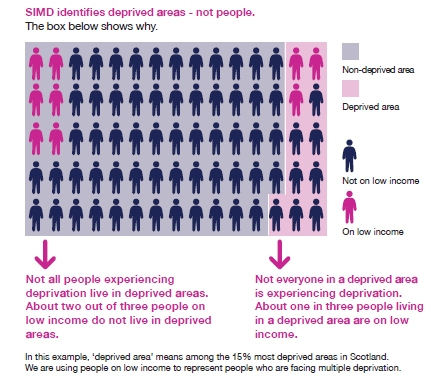 SIMD identifies deprived areas - not people.
The box below shows why.
Non-deprived area
Deprived area
Not on low income
On low income
Not all people experiencing
deprivation live in deprived areas.
About two out of three people on
low income do not live in deprived
areas.
Not everyone in a deprived area
is experiencing deprivation.
About one in three people living
in a deprived area are on low
income.
In this example, ‘deprived area’ means among the 15% most deprived areas in Scotland.
We are using people on low income to represent people who are facing multiple deprivation.